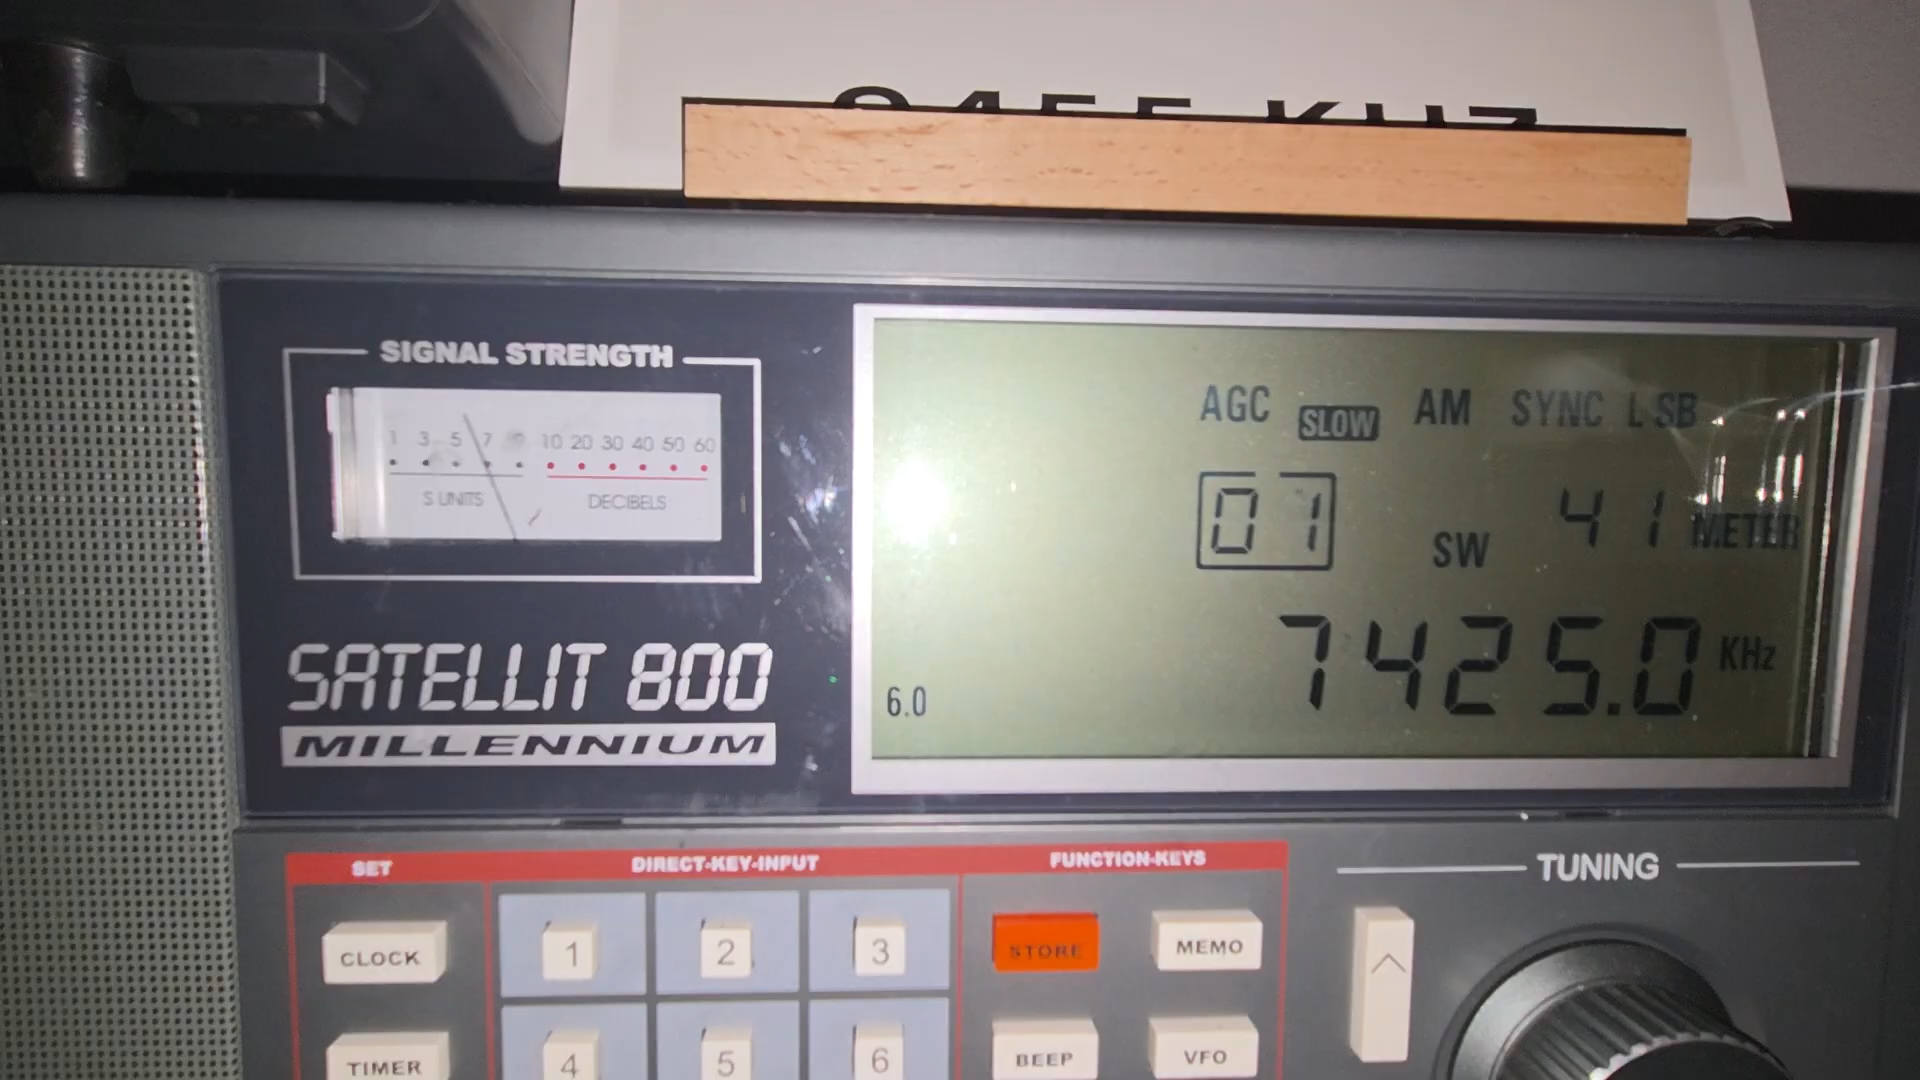 SIGNAL STRENGTH
1 3 5 7 9 10 20 30 40 50 60
S UNITS DECIBELS
SATELLIT 800
MILLENNIUM
AGC SLOW AM SYNC LSB
07 SW 41 METER
7425.0 KHz
6.0
SET DIRECT-KEY-INPUT FUNCTION-KEYS
TUNING
CLOCK 1 2 3 STORE MEMO
TIMER 4 5 6 BEEP VFO